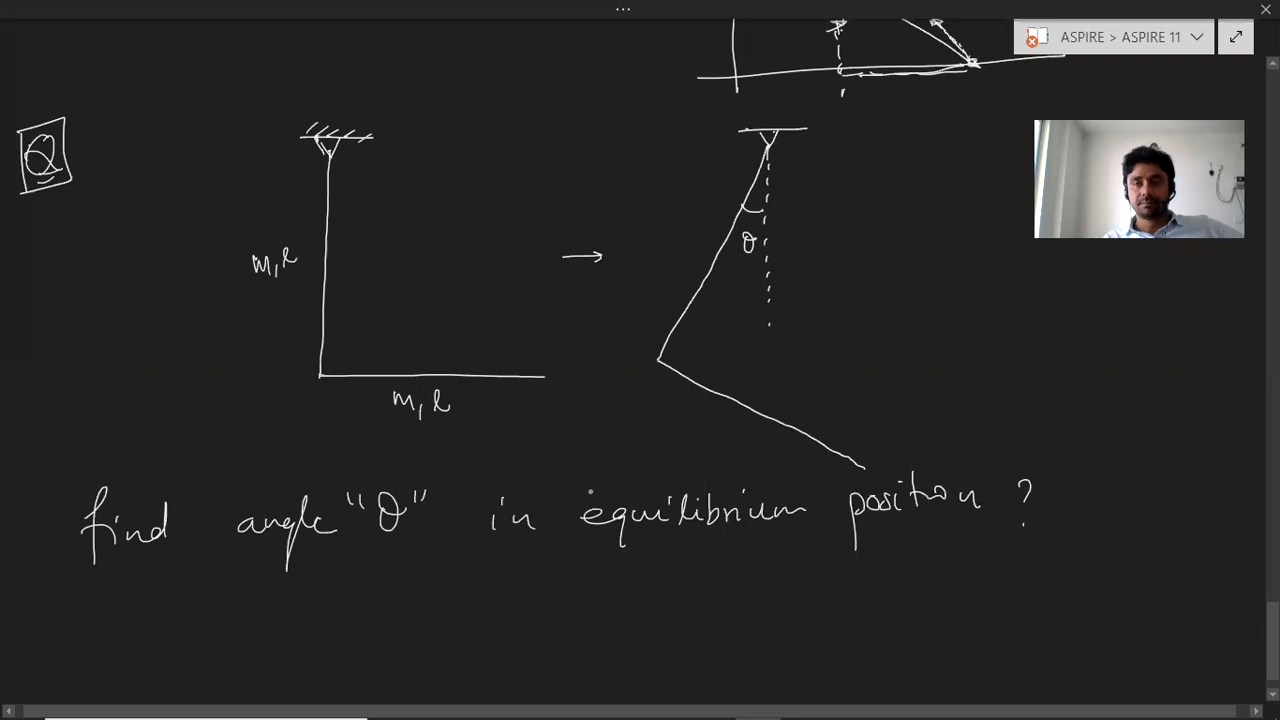 ...
ASPIRE > ASPIRE 11
Q
m, l
θ
m, l
find angle "θ" in equilibrium position ?